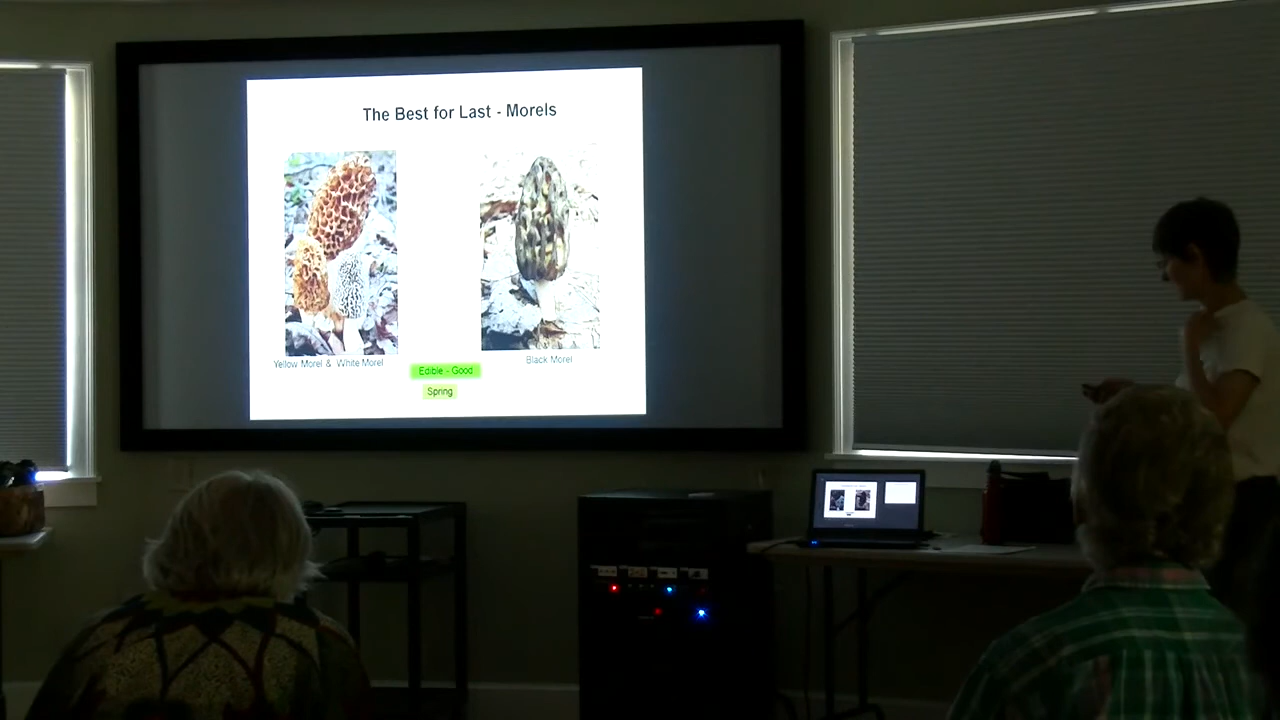 The Best for Last - Morels
Yellow Morel & White Morel
Black Morel
Edible - Good
Spring